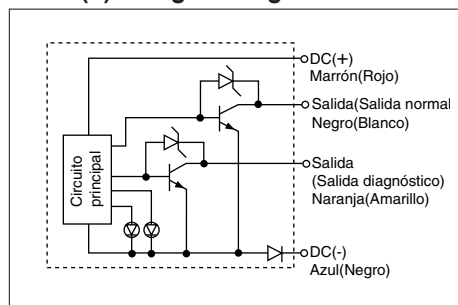 DC(+)
Marrón(Rojo)
Salida(Salida normal
Negro(Blanco)
Circuito
principal
Salida
(Salida diagnóstico)
Naranja(Amarillo)
DC(-)
Azul(Negro)